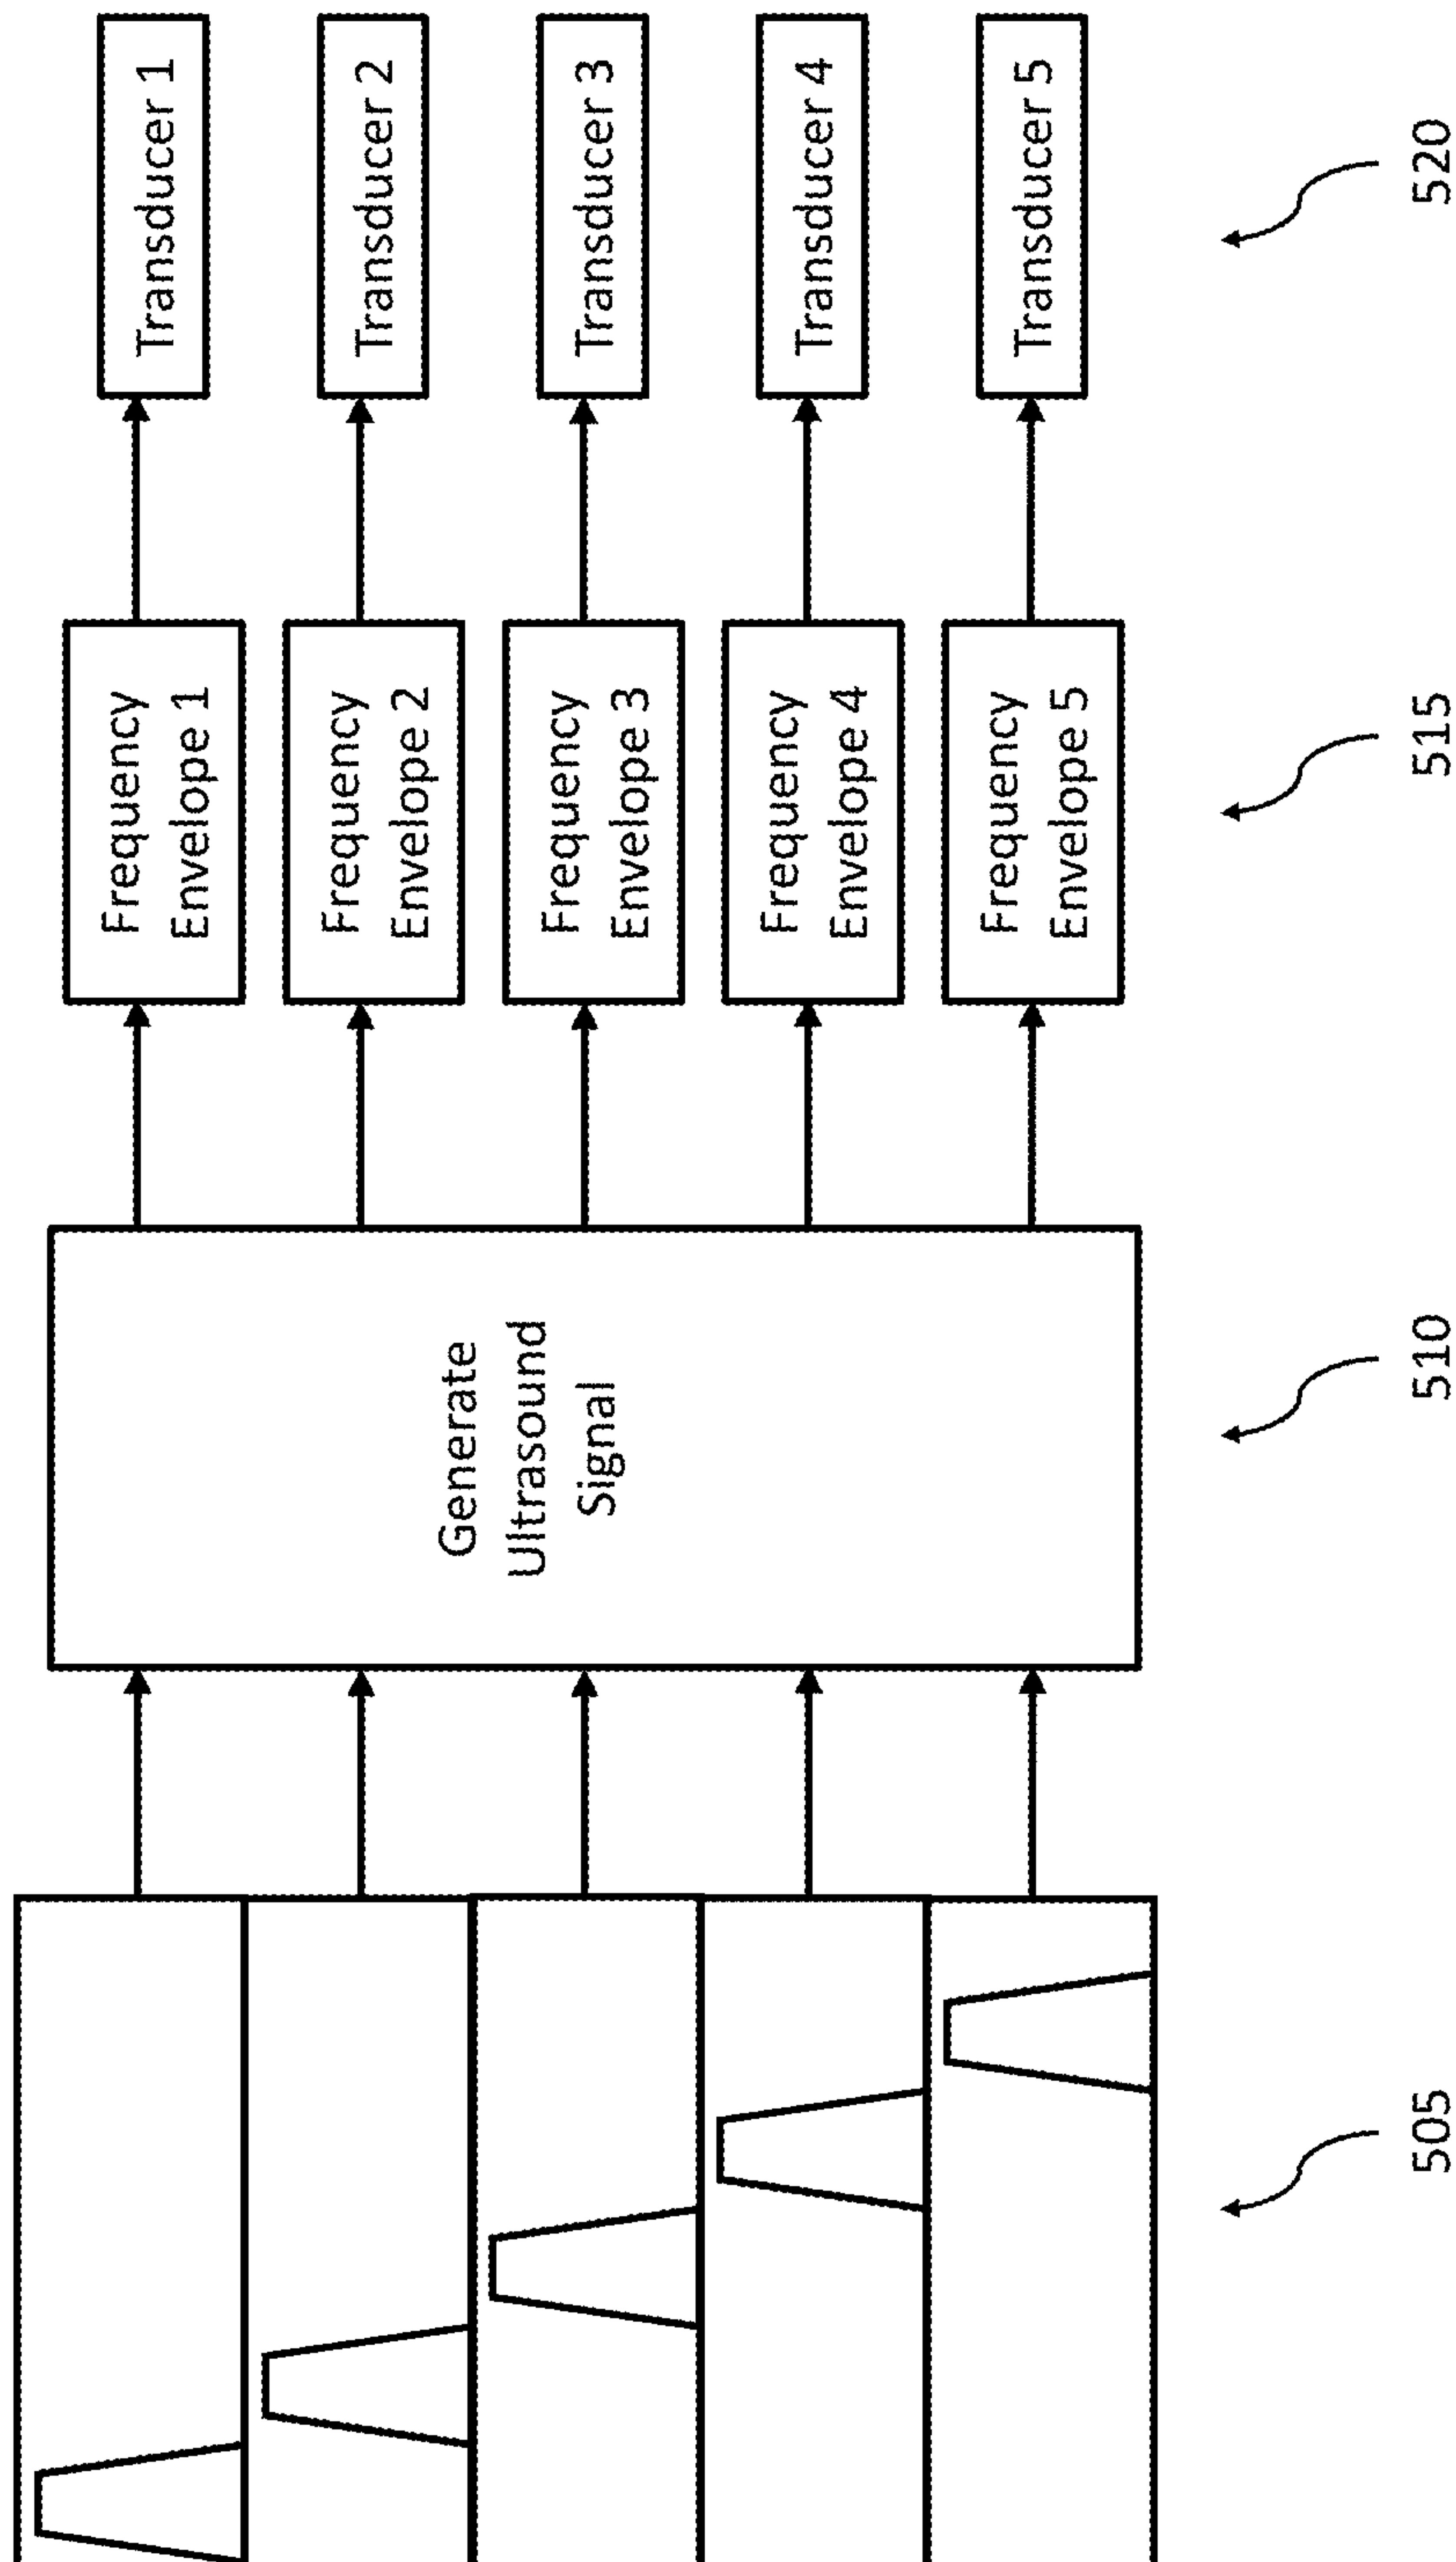 Generate
Ultrasound
Signal
Frequency
Envelope 1
Frequency
Envelope 2
Frequency
Envelope 3
Frequency
Envelope 4
Frequency
Envelope 5
Transducer 1
Transducer 2
Transducer 3
Transducer 4
Transducer 5
505
510
515
520